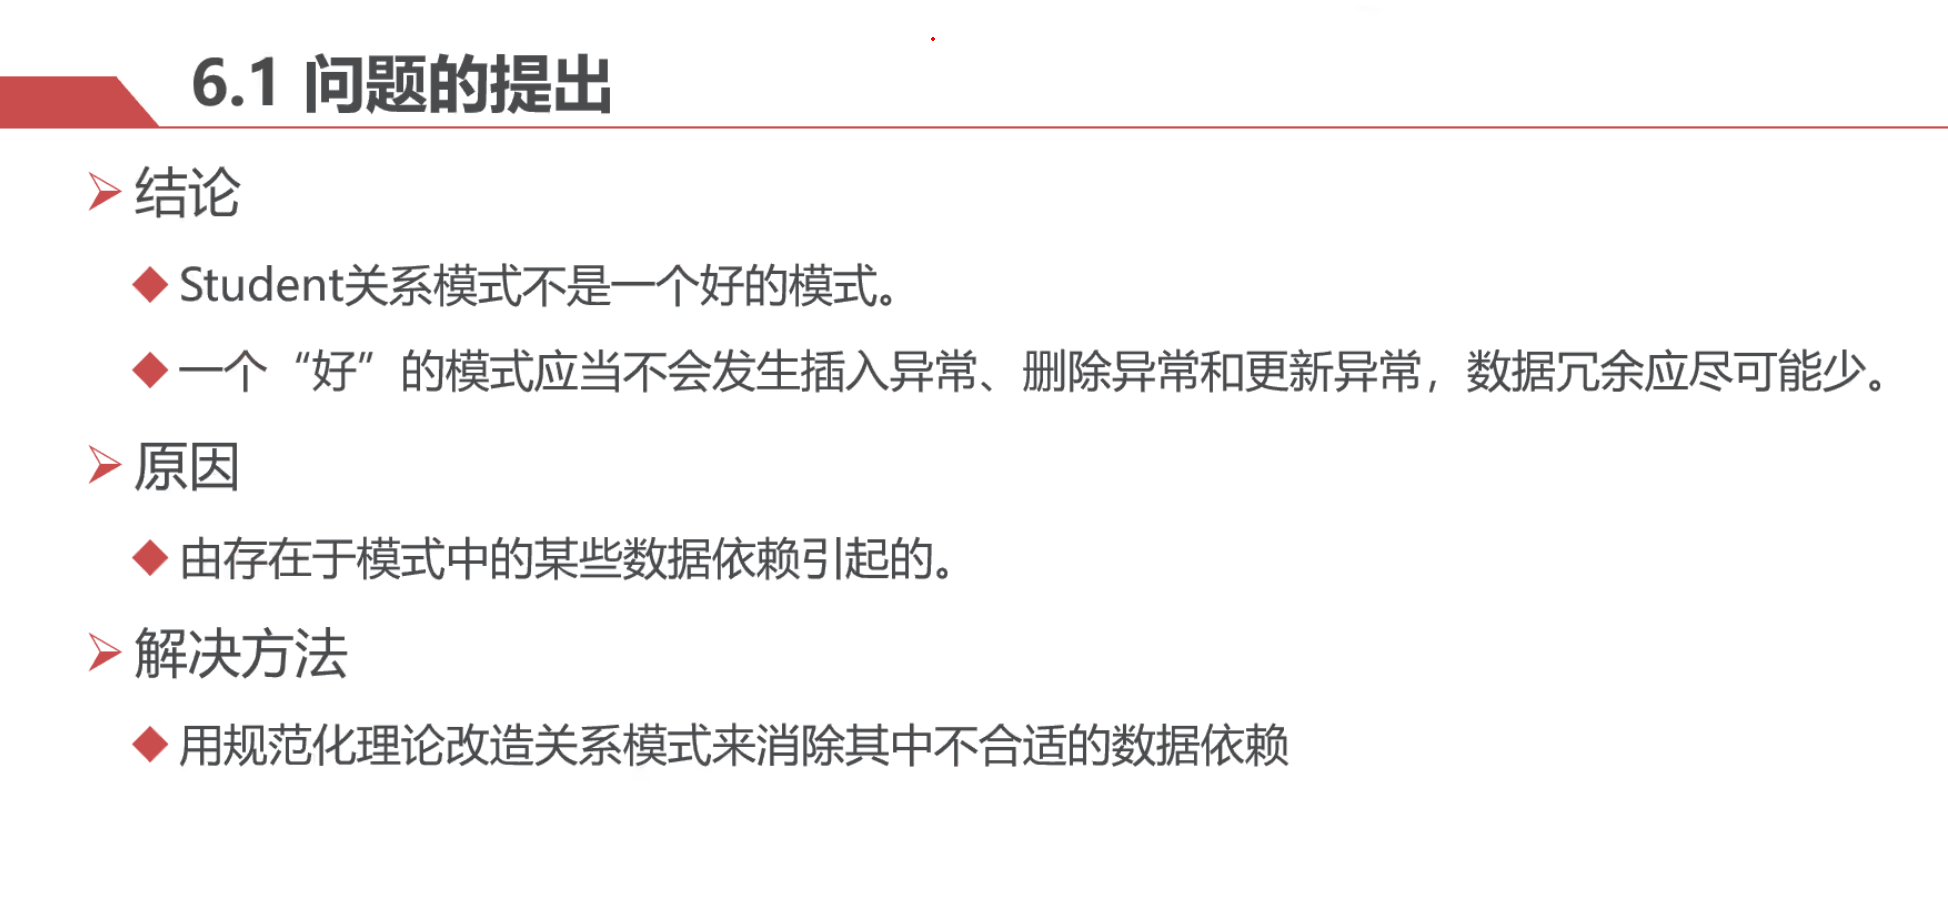 6.1 问题的提出
结论
Student关系模式不是一个好的模式。
一个“好”的模式应当不会发生插入异常、删除异常和更新异常，数据冗余应尽可能少。
原因
由存在于模式中的某些数据依赖引起的。
解决方法
用规范化理论改造关系模式来消除其中不合适的数据依赖